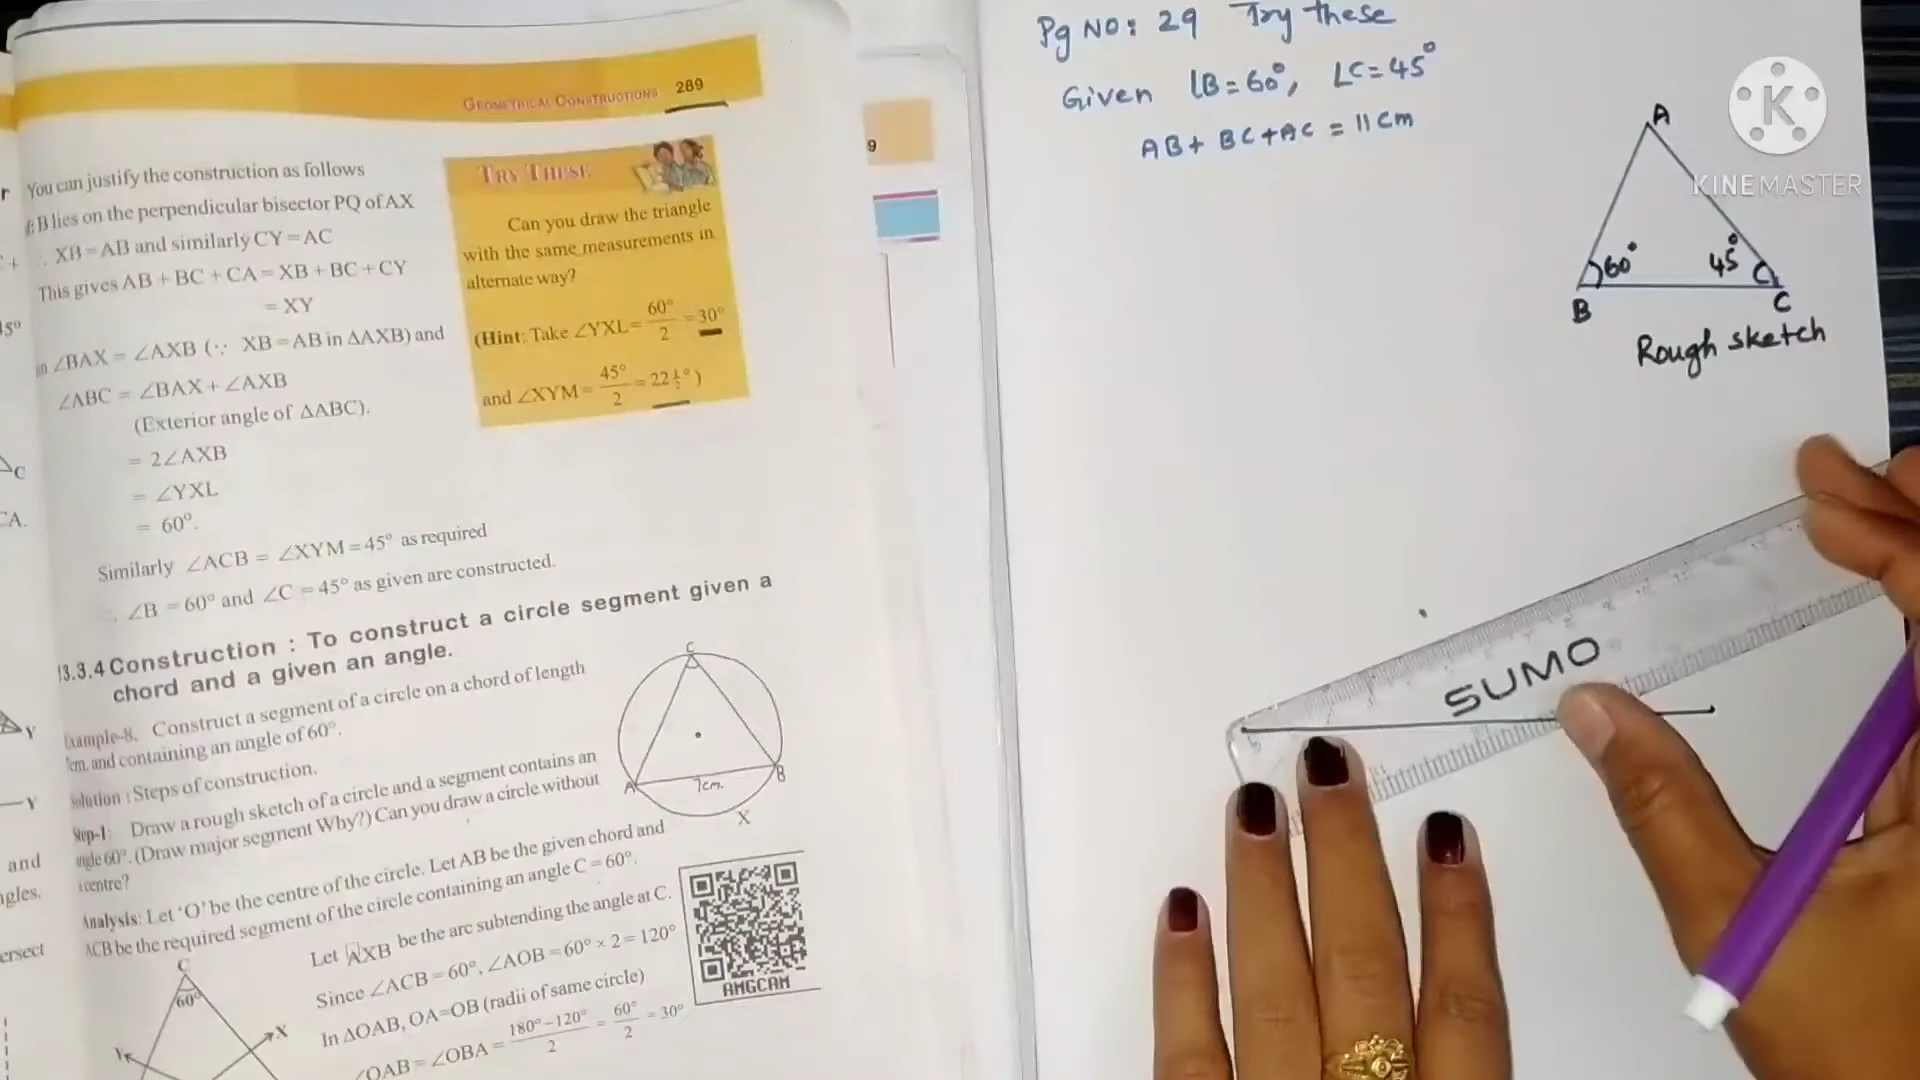 GEOMETRICAL CONSTRUCTIONS 289
You can justify the construction as follows
B lies on the perpendicular bisector PQ of AX
∴ XB = AB and similarly CY = AC
This gives AB + BC + CA = XB + BC + CY
= XY
∠BAX = ∠AXB (∵ XB = AB in ΔAXB) and
∠ABC = ∠BAX + ∠AXB
(Exterior angle of ΔABC).
= 2∠AXB
= ∠YXL
= 60°.
Similarly ∠ACB = ∠XYM = 45° as required
∴ ∠B = 60° and ∠C = 45° as given are constructed.
TRY THESE
Can you draw the triangle
with the same measurements in
alternate way?
(Hint: Take ∠YXL = 60°/2 = 30°
and ∠XYM = 45°/2 = 22½°)
13.3.4 Construction : To construct a circle segment given a
chord and a given an angle.
Example-8. Construct a segment of a circle on a chord of length
7cm. and containing an angle of 60°.
Solution : Steps of construction.
Step-1: Draw a rough sketch of a circle and a segment contains an
angle 60°. (Draw major segment Why?) Can you draw a circle without
a centre?
C
A
B
7cm.
X
Analysis: Let 'O' be the centre of the circle. Let AB be the given chord and
ACB be the required segment of the circle containing an angle C = 60°.
Let AXB be the arc subtending the angle at C.
Since ∠ACB = 60°, ∠AOB = 60° × 2 = 120°
In ΔOAB, OA=OB (radii of same circle)
∠OAB = ∠OBA = 180°−120°/2 = 60°/2 = 30°
C
60°
Y
X
AMGCAM
r
C
CA.
Y
Y
and
ersect
9
Pg No: 29 Try these
Given ∠B = 60°, ∠C = 45°
AB + BC + AC = 11 cm
A
60°
45°
C
B
C
Rough sketch
K
KINEMASTER
SUMO